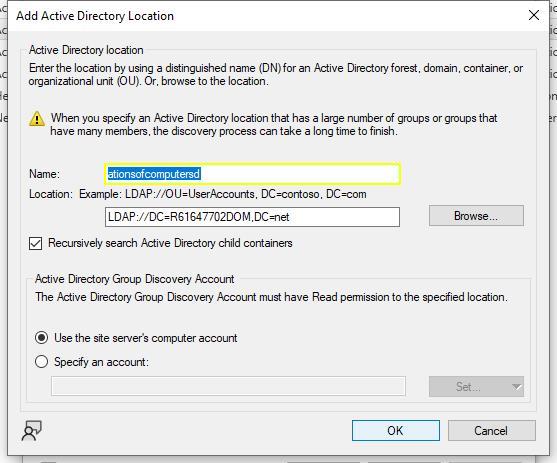 Add Active Directory Location
Active Directory location
Enter the location by using a distinguished name (DN) for an Active Directory forest, domain, container, or
organizational unit (OU). Or, browse to the location.
When you specify an Active Directory location that has a large number of groups or groups that
have many members, the discovery process can take a long time to finish.
Name: ationsofcomputersd
Location: Example: LDAP://OU=UserAccounts, DC=contoso, DC=com
LDAP://DC=R61647702DOM,DC=net Browse...
Recursively search Active Directory child containers
Active Directory Group Discovery Account
The Active Directory Group Discovery Account must have Read permission to the specified location.
Use the site server's computer account
Specify an account:
Set...
OK Cancel